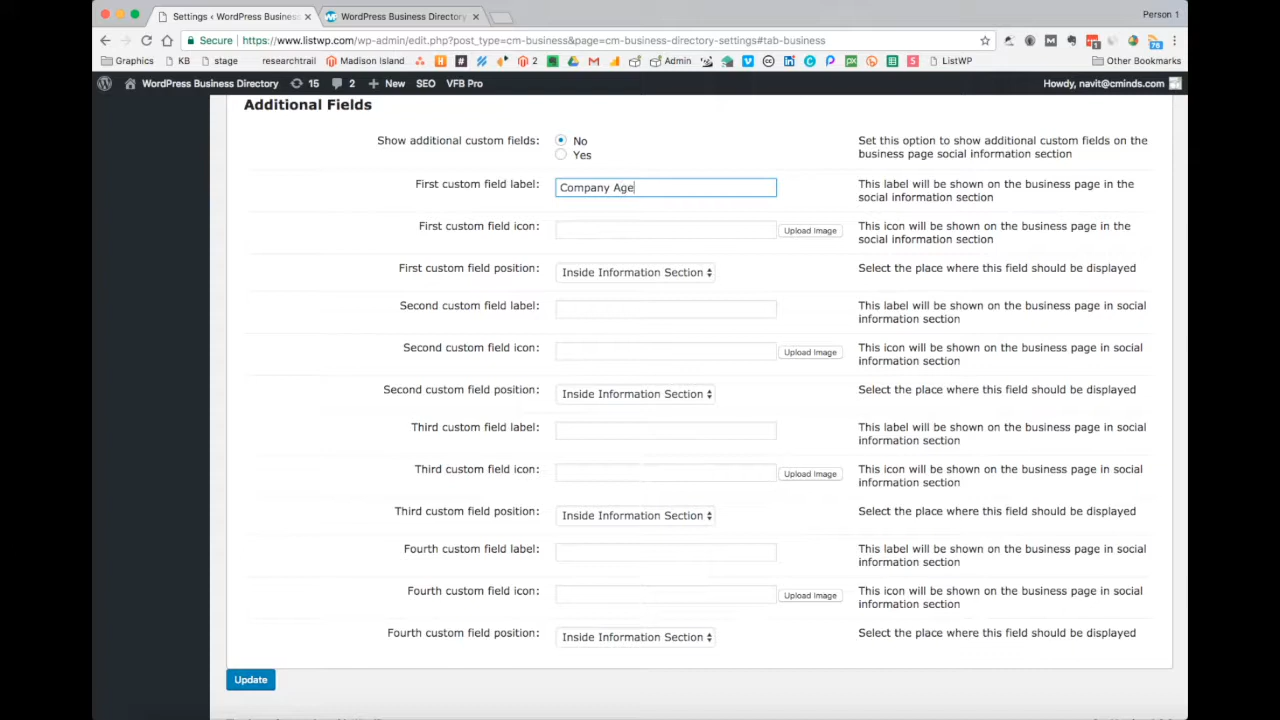 Settings ‹ WordPress Business
WordPress Business Directory
Person 1
Secure
https://www.listwp.com/wp-admin/edit.php?post_type=cm-business&page=cm-business-directory-settings#tab-business
Graphics
KB
stage
researchtrail
Madison Island
2
Admin
ListWP
Other Bookmarks
WordPress Business Directory
15
2
New
SEO
VFB Pro
Howdy, navit@cminds.com
Additional Fields
Show additional custom fields:
No
Yes
Set this option to show additional custom fields on the
business page social information section
First custom field label:
Company Age
This label will be shown on the business page in the
social information section
First custom field icon:
Upload Image
This icon will be shown on the business page in the
social information section
First custom field position:
Inside Information Section
Select the place where this field should be displayed
Second custom field label:
This label will be shown on the business page in social
information section
Second custom field icon:
Upload Image
This icon will be shown on the business page in social
information section
Second custom field position:
Inside Information Section
Select the place where this field should be displayed
Third custom field label:
This label will be shown on the business page in social
information section
Third custom field icon:
Upload Image
This icon will be shown on the business page in social
information section
Third custom field position:
Inside Information Section
Select the place where this field should be displayed
Fourth custom field label:
This label will be shown on the business page in social
information section
Fourth custom field icon:
Upload Image
This icon will be shown on the business page in social
information section
Fourth custom field position:
Inside Information Section
Select the place where this field should be displayed
Update